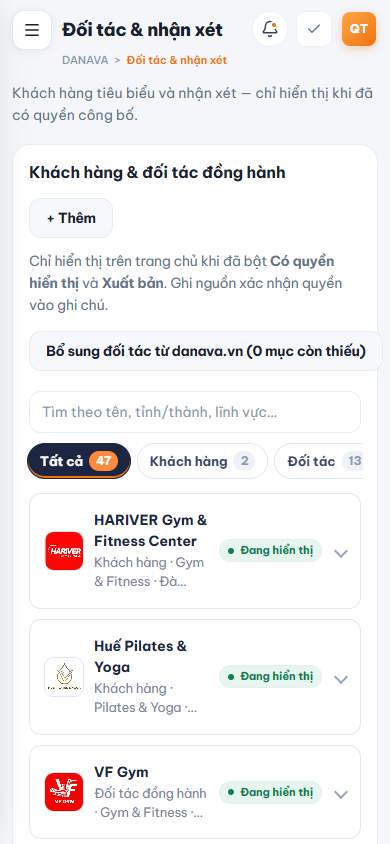 Đối tác & nhận xét
QT
DANAVA > Đối tác & nhận xét
Khách hàng tiêu biểu và nhận xét — chỉ hiển thị khi đã
có quyền công bố.
Khách hàng & đối tác đồng hành
+ Thêm
Chỉ hiển thị trên trang chủ khi đã bật Có quyền
hiển thị và Xuất bản. Ghi nguồn xác nhận quyền
vào ghi chú.
Bổ sung đối tác từ danava.vn (0 mục còn thiếu)
Tìm theo tên, tỉnh/thành, lĩnh vực...
Tất cả 47
Khách hàng 2
Đối tác 13
HARIVER
HARIVER Gym &
Fitness Center
Khách hàng · Gym
& Fitness · Đà...
Đang hiển thị
Huế Pilates &
Yoga
Khách hàng ·
Pilates & Yoga ·...
Đang hiển thị
VF GYM
VF Gym
Đối tác đồng hành
· Gym & Fitness ·...
Đang hiển thị